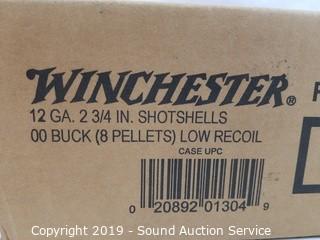 WINCHESTER®
12 GA. 2 3/4 IN. SHOTSHELLS
00 BUCK (8 PELLETS) LOW RECOIL
CASE UPC
0 20892 01304 9
Copyright 2019 - Sound Auction Service